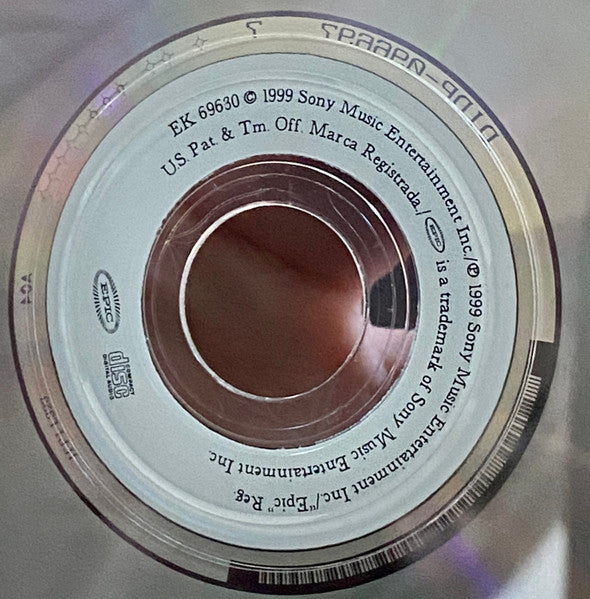 EK 69630 © 1999 Sony Music Entertainment Inc./℗ 1999 Sony Music Entertainment Inc./"Epic" Reg.
U.S. Pat. & Tm. Off. Marca Registrada./ EPIC is a trademark of Sony Music Entertainment Inc.
EPIC
COMPACT
disc
DIGITAL AUDIO